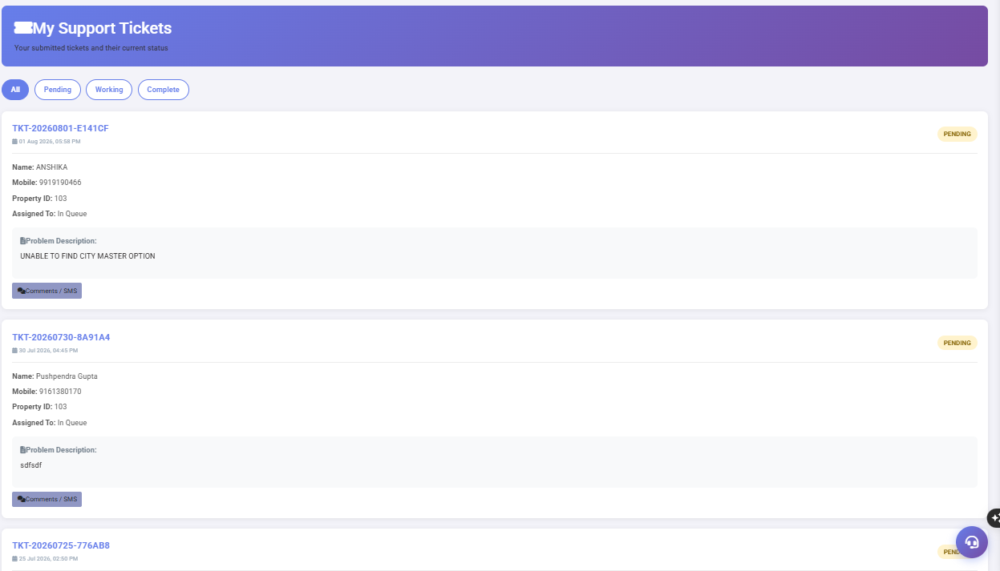 My Support Tickets
Your submitted tickets and their current status
All Pending Working Complete
TKT-20260801-E141CF
PENDING
01 Aug 2026, 05:58 PM
Name: ANSHIKA
Mobile: 9919190466
Property ID: 103
Assigned To: In Queue
Problem Description:
UNABLE TO FIND CITY MASTER OPTION
Comments / SMS
TKT-20260730-8A91A4
PENDING
30 Jul 2026, 04:45 PM
Name: Pushpendra Gupta
Mobile: 9161380170
Property ID: 103
Assigned To: In Queue
Problem Description:
sdfsdf
Comments / SMS
TKT-20260725-776AB8
PEND
25 Jul 2026, 02:50 PM